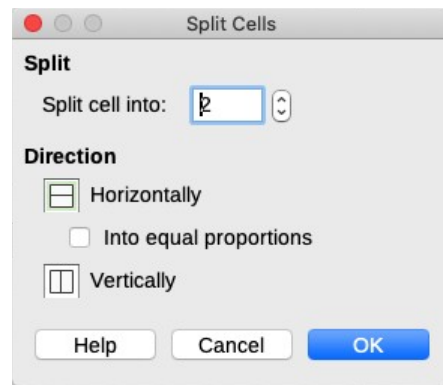 Split Cells
Split
Split cell into: 2
Direction
Horizontally
Into equal proportions
Vertically
Help Cancel OK